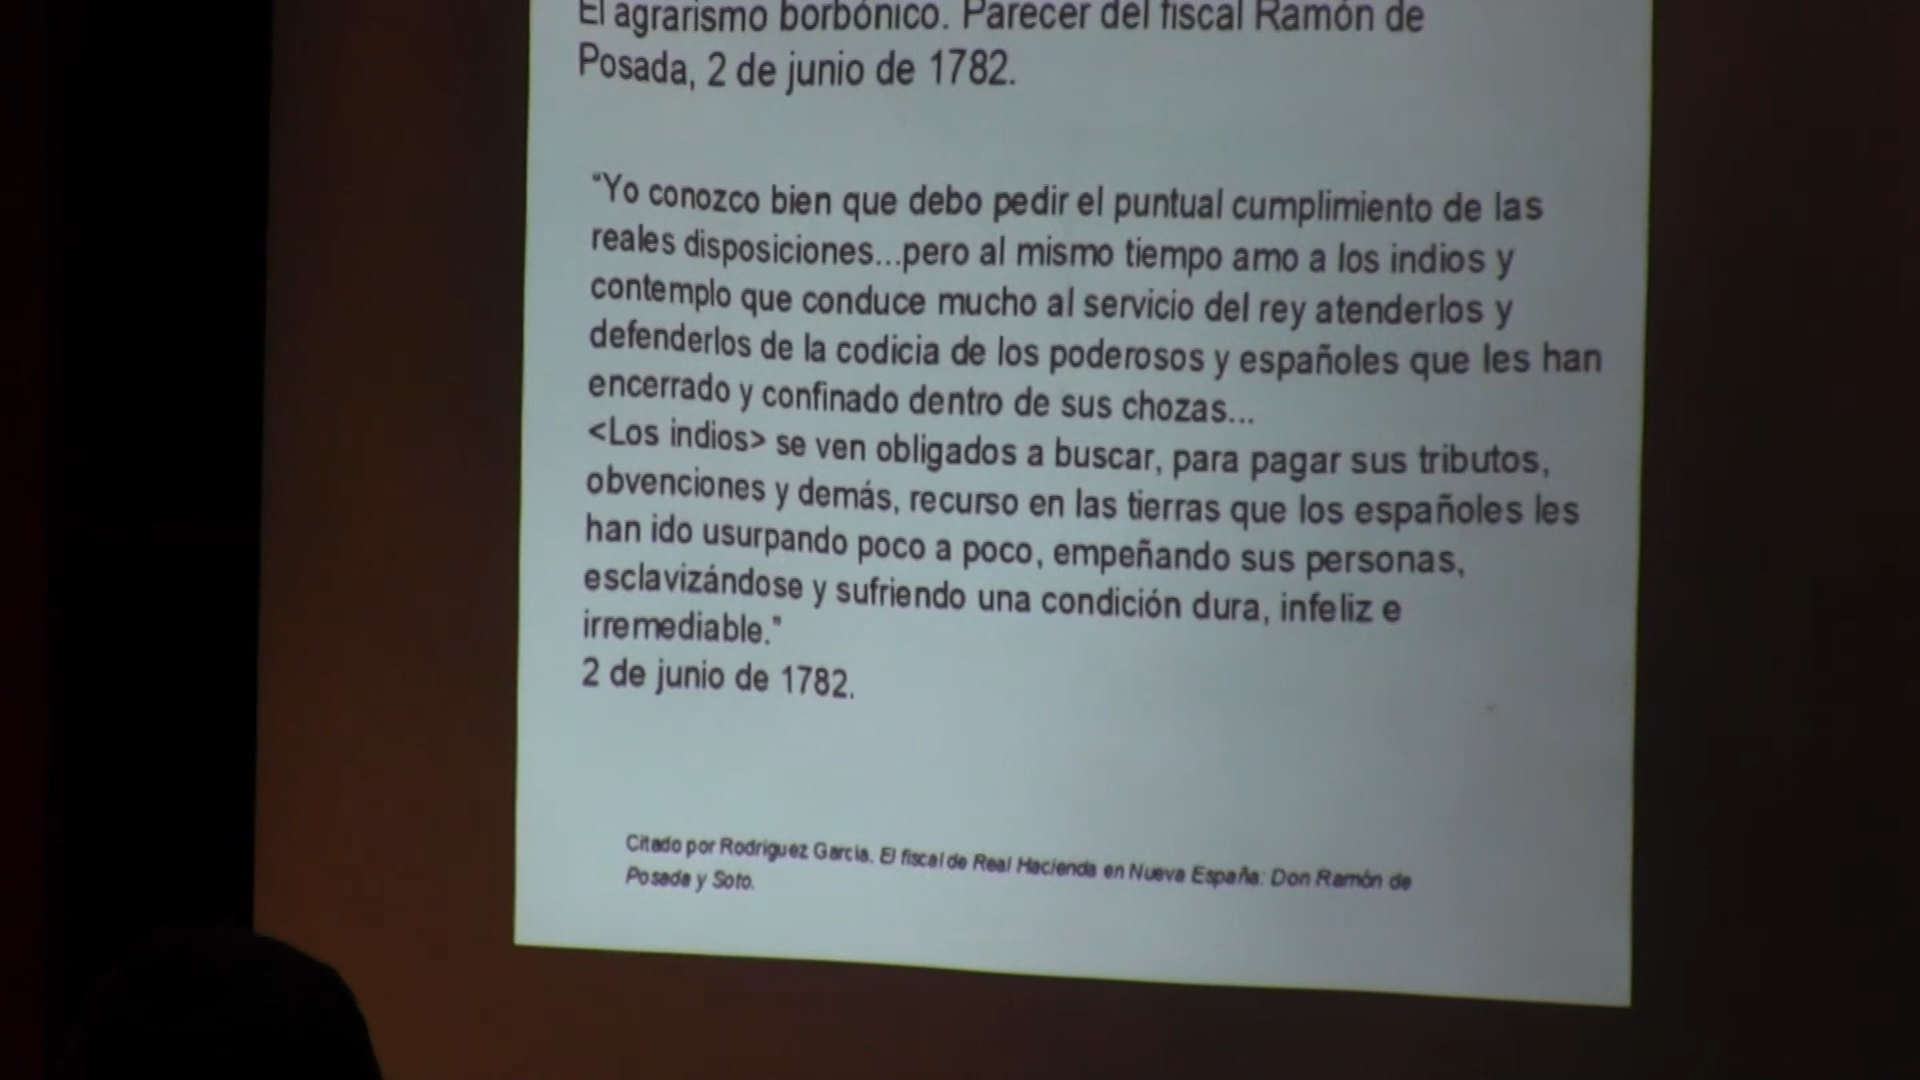 El agrarismo borbónico. Parecer del fiscal Ramón de
Posada, 2 de junio de 1782.
“Yo conozco bien que debo pedir el puntual cumplimiento de las
reales disposiciones...pero al mismo tiempo amo a los indios y
contemplo que conduce mucho al servicio del rey atenderlos y
defenderlos de la codicia de los poderosos y españoles que les han
encerrado y confinado dentro de sus chozas...
<Los indios> se ven obligados a buscar, para pagar sus tributos,
obvenciones y demás, recurso en las tierras que los españoles les
han ido usurpando poco a poco, empeñando sus personas,
esclavizándose y sufriendo una condición dura, infeliz e
irremediable.”
2 de junio de 1782.
Citado por Rodríguez García, El fiscal de Real Hacienda en Nueva España: Don Ramón de
Posada y Soto.